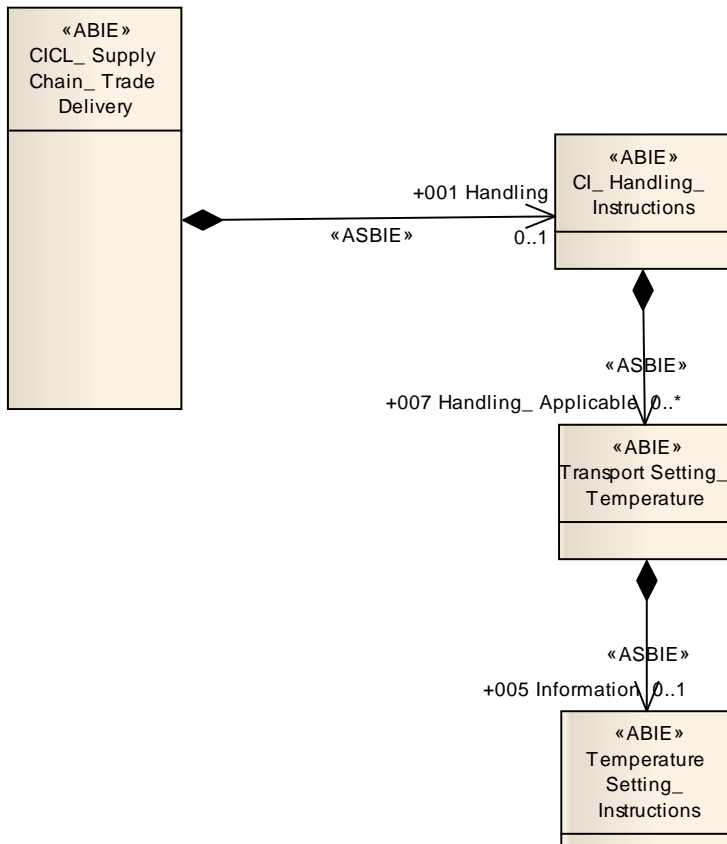 «ABIE»
CICL_ Supply
Chain_ Trade
Delivery
«ABIE»
CI_ Handling_
Instructions
+001 Handling
«ASBIE»
0..1
«ASBIE»
+007 Handling_ Applicable 0..*
«ABIE»
Transport Setting_
Temperature
«ASBIE»
+005 Information 0..1
«ABIE»
Temperature
Setting_
Instructions